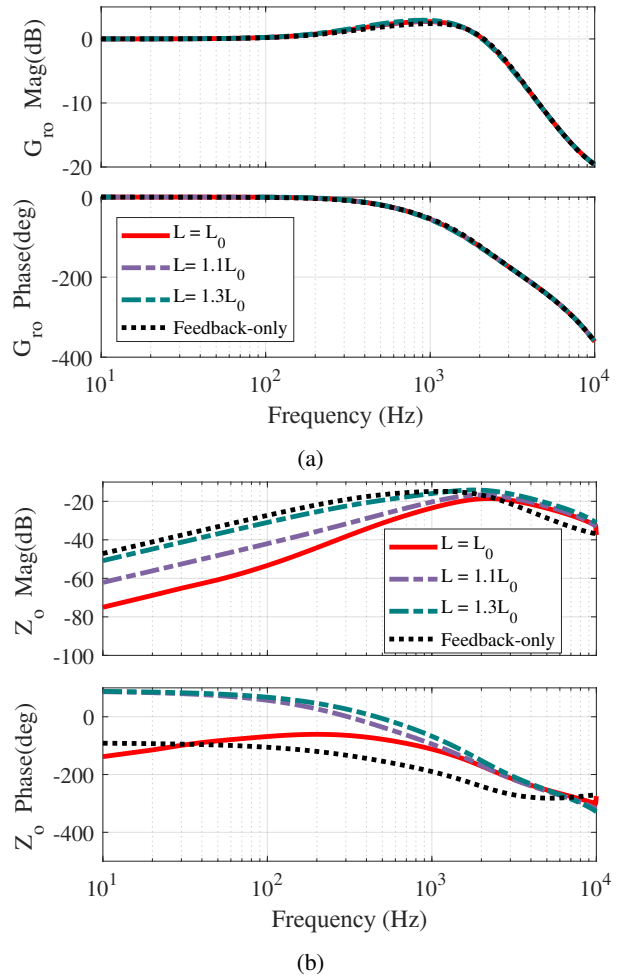 (a)
0
-10
-20
G_ro Mag(dB)
0
-200
-400
G_ro Phase(deg)
L = L_0
L= 1.1L_0
L= 1.3L_0
Feedback-only
10^1 10^2 10^3 10^4
Frequency (Hz)
(a)
-20
-40
-60
-80
-100
Z_o Mag(dB)
L = L_0
L = 1.1L_0
L = 1.3L_0
Feedback-only
0
-200
-400
Z_o Phase(deg)
10^1 10^2 10^3 10^4
Frequency (Hz)
(b)